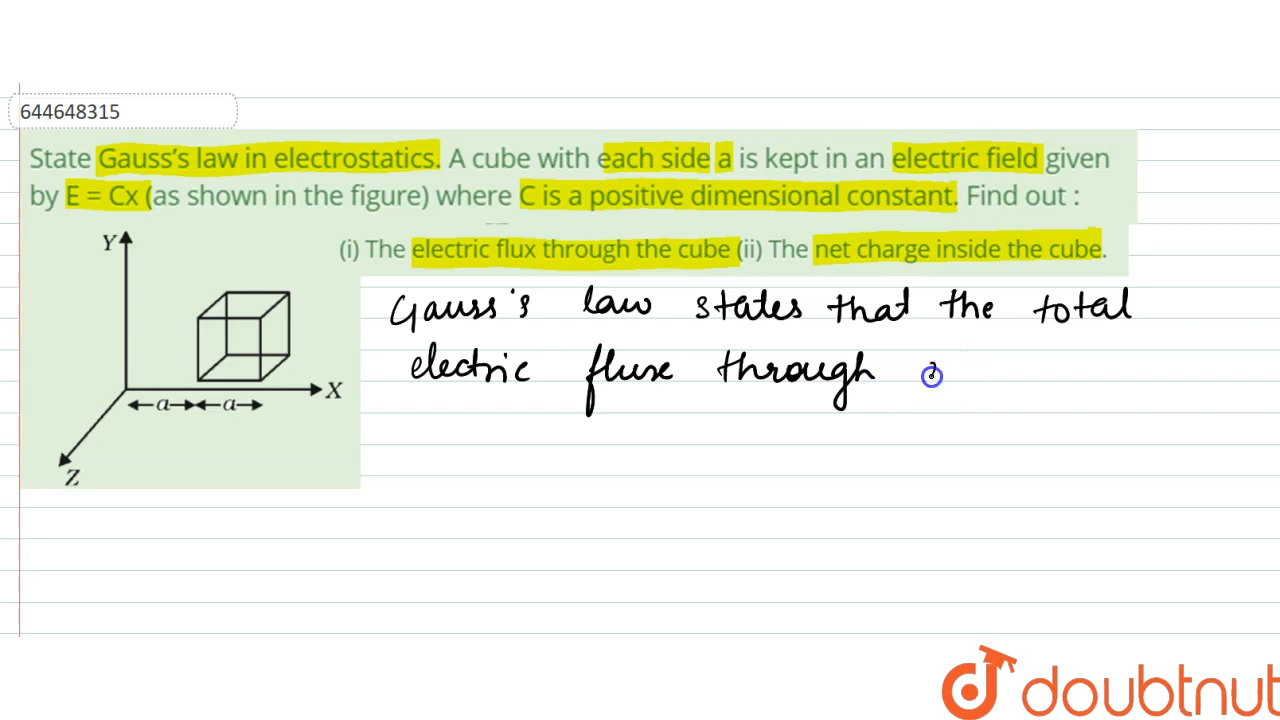 644648315
State Gauss’s law in electrostatics. A cube with each side a is kept in an electric field given
by E = Cx (as shown in the figure) where C is a positive dimensional constant. Find out :
(i) The electric flux through the cube (ii) The net charge inside the cube.
Y
Gauss's law states that the total
electric flux through a
X
a a
Z
doubtnut